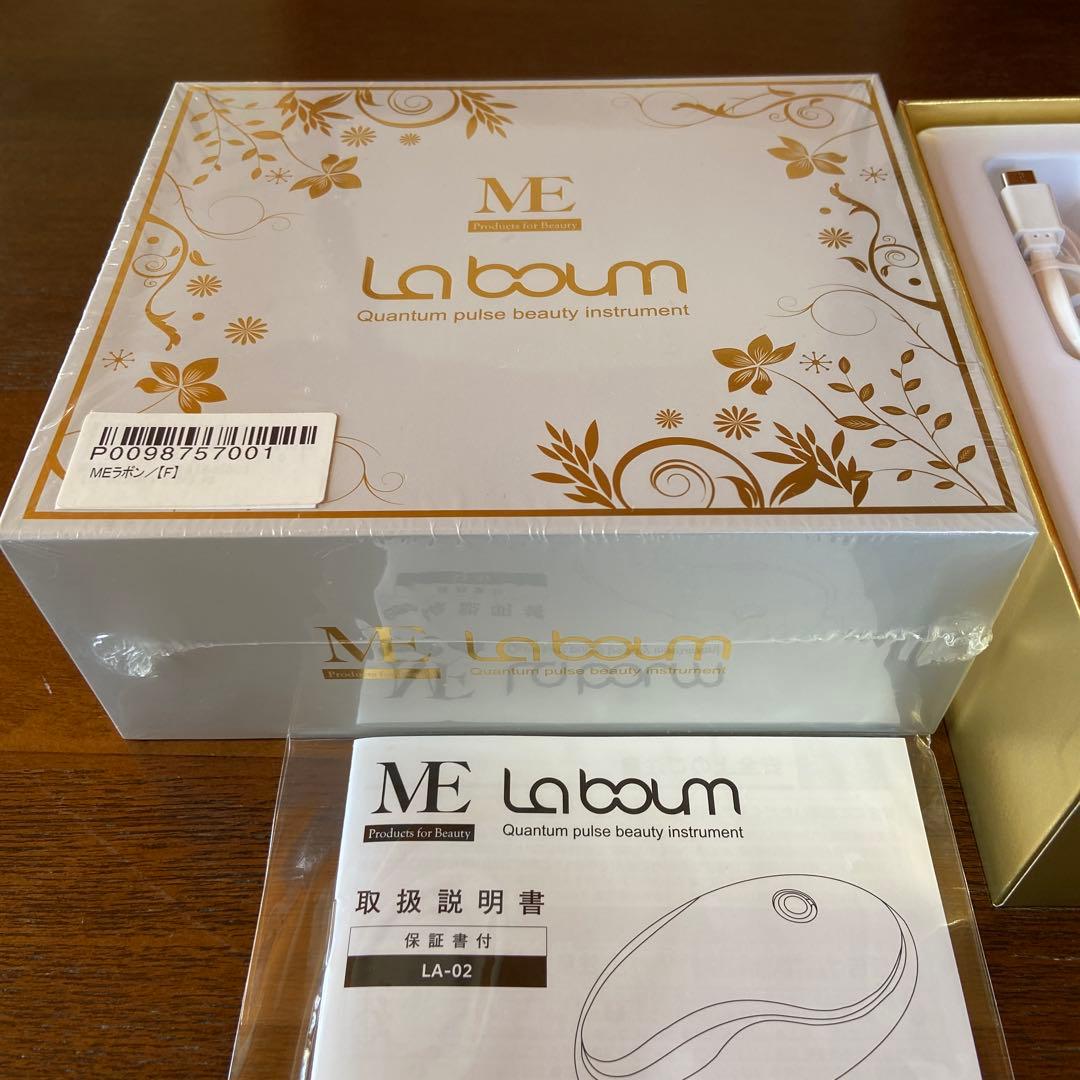 ME
Products for Beauty
La boum
Quantum pulse beauty instrument
P0098757001
MEラボン/【F】
ME La boum
Products for
Quantum pulse beauty instrument
ME La boum
Products for Beauty
Quantum pulse beauty instrument
取扱説明書
保証書付
LA-02